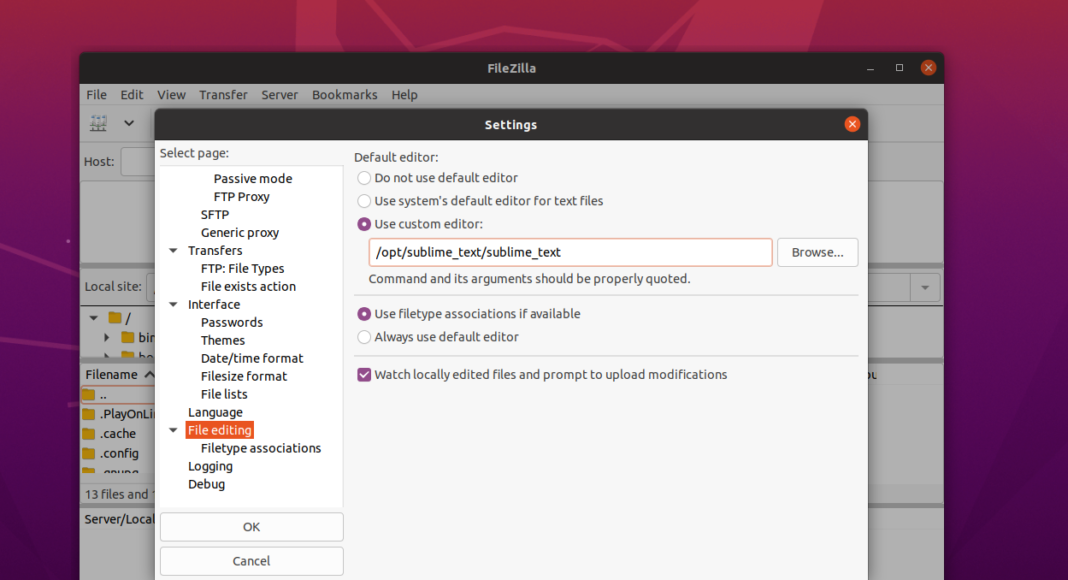 FileZilla
File Edit View Transfer Server Bookmarks Help
Settings
Host:
Select page:
Passive mode
FTP Proxy
SFTP
Generic proxy
Transfers
FTP: File Types
File exists action
Interface
Passwords
Themes
Date/time format
Filesize format
File lists
Language
File editing
Filetype associations
Logging
Debug
OK
Cancel
Default editor:
Do not use default editor
Use system's default editor for text files
Use custom editor:
/opt/sublime_text/sublime_text
Browse...
Command and its arguments should be properly quoted.
Use filetype associations if available
Always use default editor
Watch locally edited files and prompt to upload modifications
Local site:
/
bin
Filename
..
.PlayOnLi
.cache
.config
13 files and
Server/Local